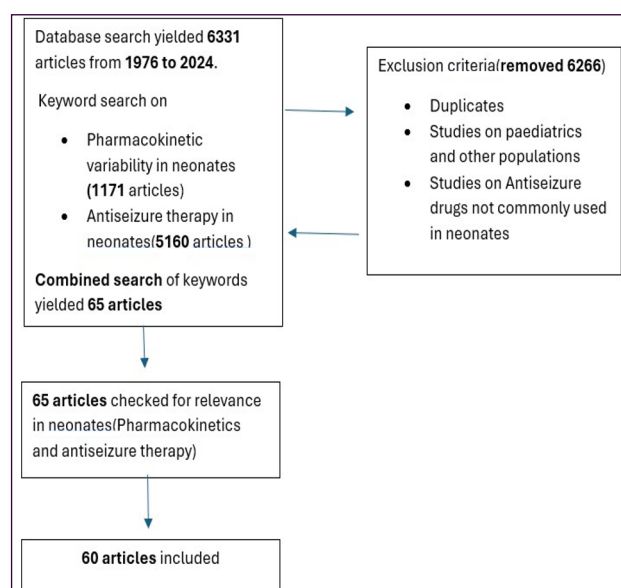 Database search yielded 6331
articles from 1976 to 2024.
Keyword search on
• Pharmacokinetic
variability in neonates
(1171 articles)
• Antiseizure therapy in
neonates(5160 articles )
Combined search of keywords
yielded 65 articles
Exclusion criteria(removed 6266)
• Duplicates
• Studies on paediatrics
and other populations
• Studies on Antiseizure
drugs not commonly used
in neonates
65 articles checked for relevance
in neonates(Pharmacokinetics
and antiseizure therapy)
60 articles included